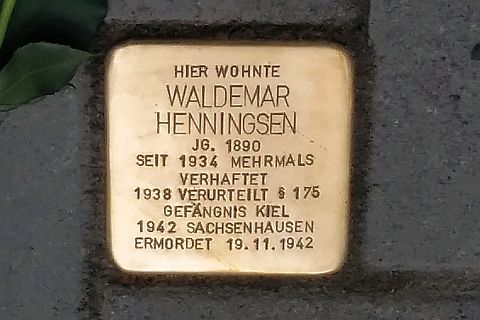 HIER WOHNTE
WALDEMAR
HENNINGSEN
JG. 1890
SEIT 1934 MEHRMALS
VERHAFTET
1938 VERURTEILT § 175
GEFÄNGNIS KIEL
1942 SACHSENHAUSEN
ERMORDET 19.11.1942